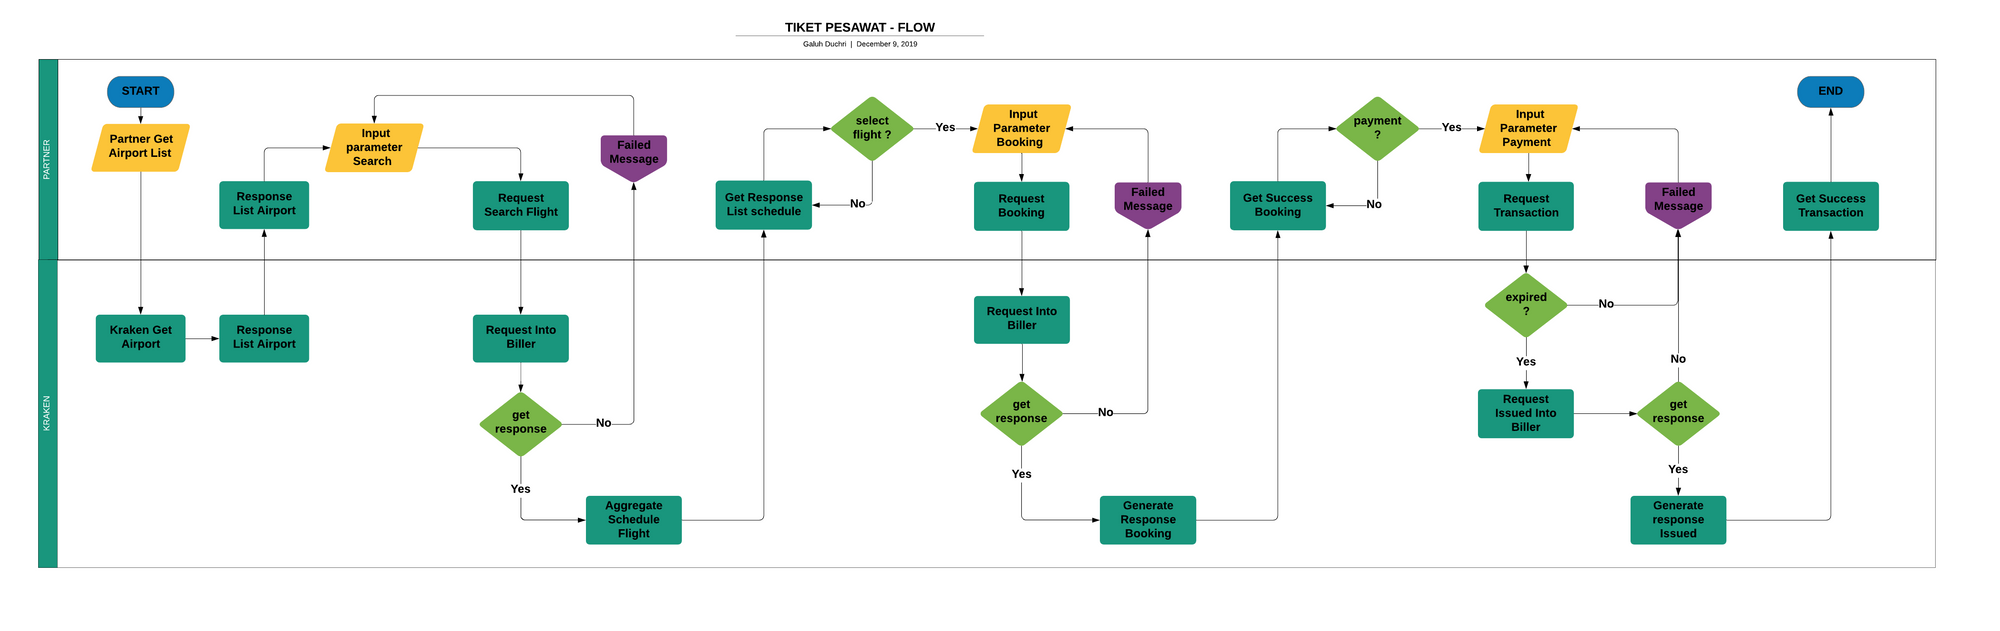 TIKET PESAWAT - FLOW
Galuh Duchri | December 9, 2019
PARTNER
START
Partner Get
Airport List
Response
List Airport
Input
parameter
Search
Request
Search Flight
Failed
Message
Get Response
List schedule
select
flight ?
Yes
No
Input
Parameter
Booking
Request
Booking
Failed
Message
Get Success
Booking
payment
?
Yes
No
Input
Parameter
Payment
Request
Transaction
Failed
Message
END
Get Success
Transaction
KRAKEN
Kraken Get
Airport
Response
List Airport
Request Into
Biller
get
response
No
Yes
Aggregate
Schedule
Flight
Request Into
Biller
get
response
No
Yes
Generate
Response
Booking
expired
?
No
Yes
Request
Issued Into
Biller
No
get
response
Yes
Generate
response
Issued